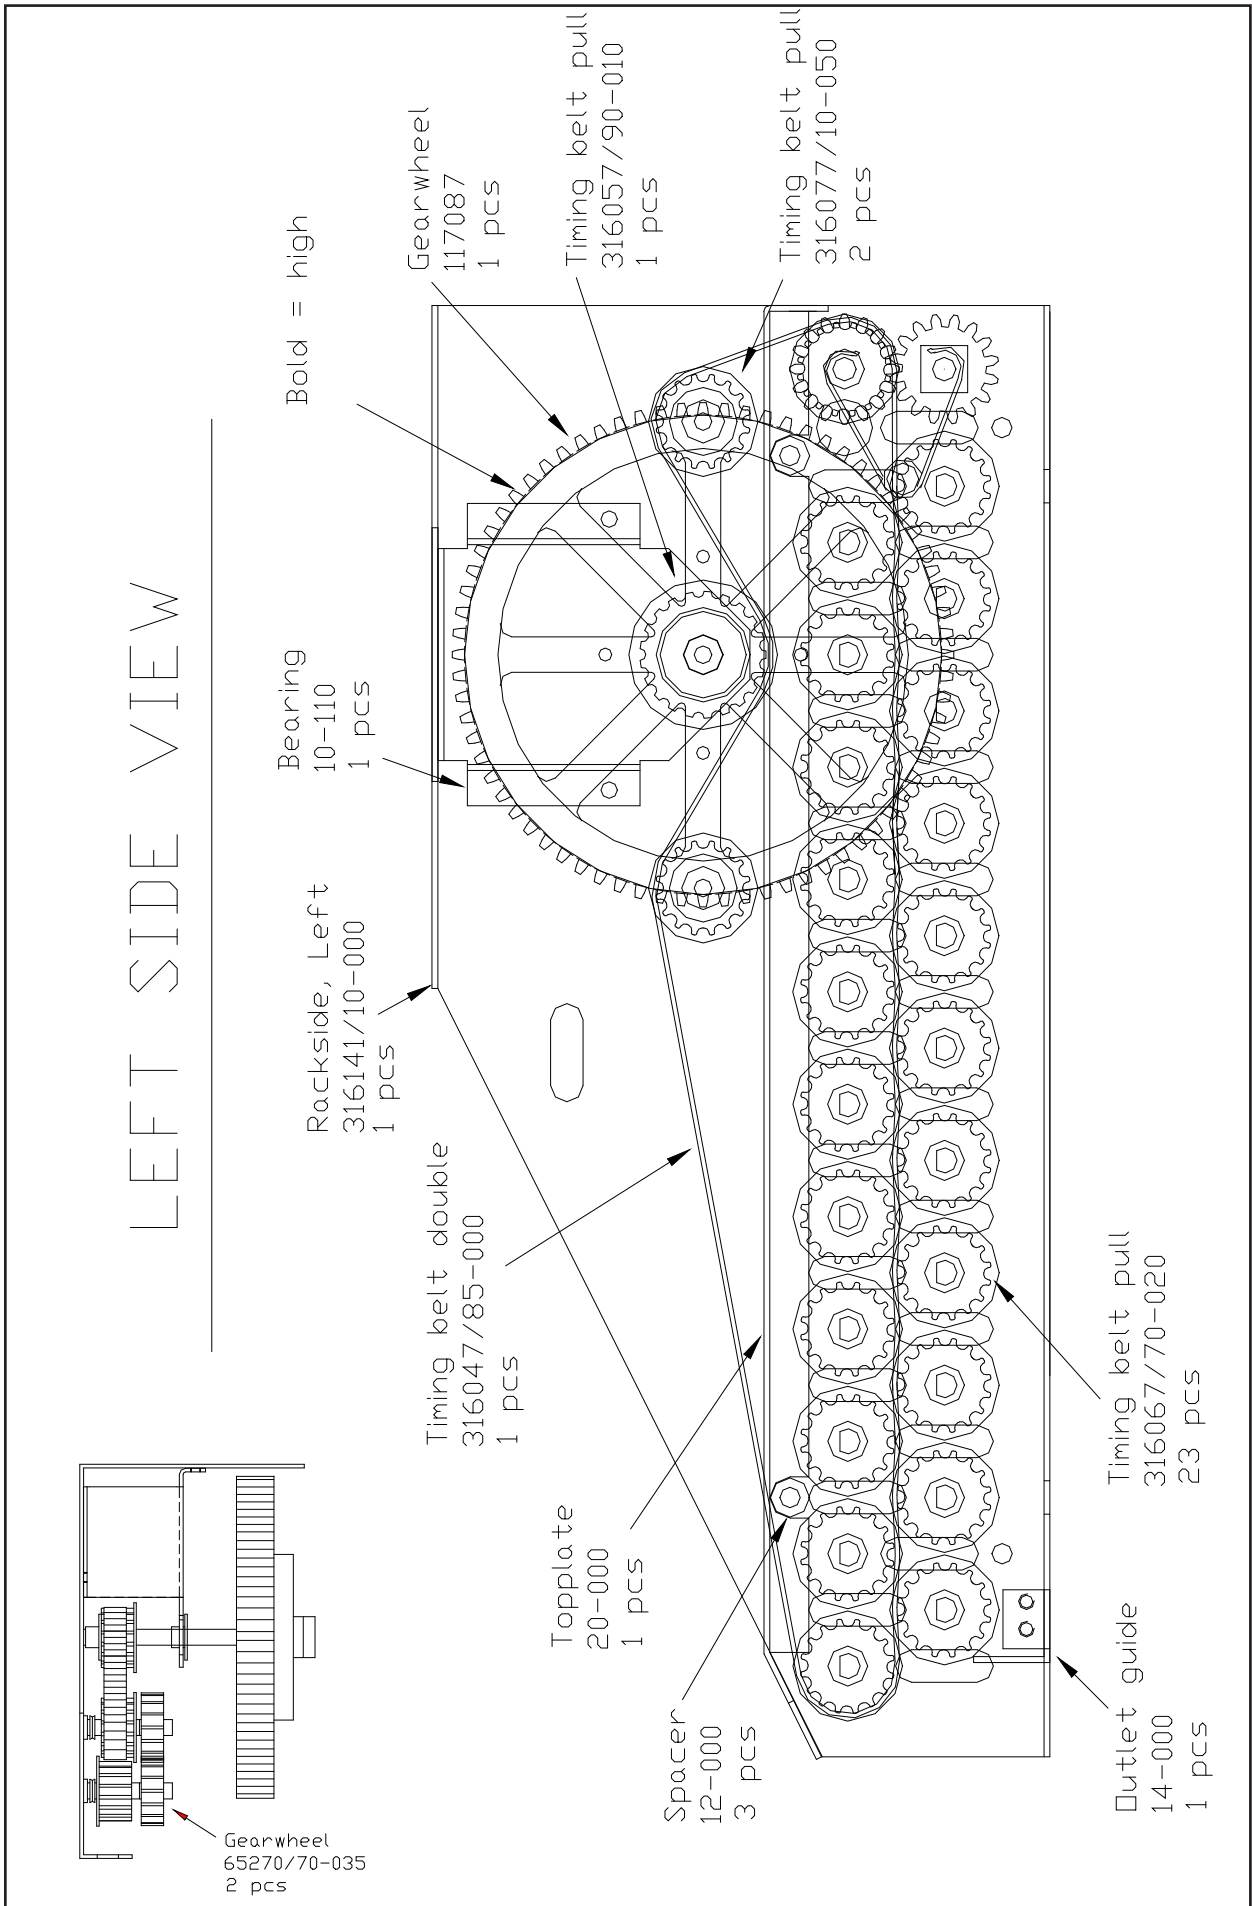 LEFT SIDE VIEW
Bold = high
Gearwheel
117087
1 pcs
Timing belt pull
316057/90-010
1 pcs
Timing belt pull
316077/10-050
2 pcs
Bearing
10-110
1 pcs
Rackside, Left
316141/10-000
1 pcs
Timing belt double
316047/85-000
1 pcs
Topplate
20-000
1 pcs
Spacer
12-000
3 pcs
Timing belt pull
316067/70-020
23 pcs
Outlet guide
14-000
1 pcs
Gearwheel
65270/70-035
2 pcs